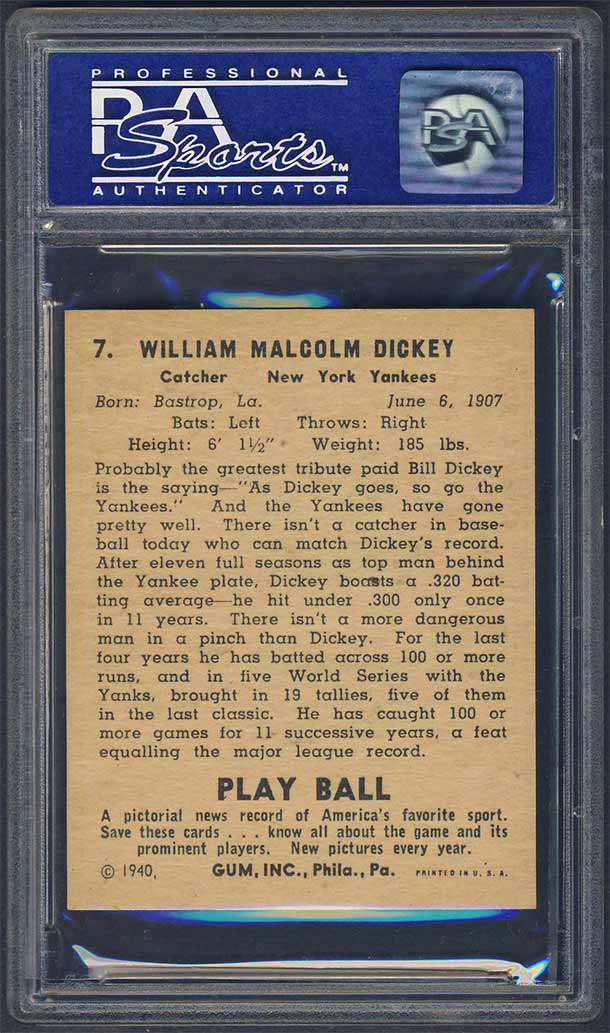 PROFESSIONAL
PSA
Sports™
AUTHENTICATOR
PSA
7. WILLIAM MALCOLM DICKEY
Catcher New York Yankees
Born: Bastrop, La. June 6, 1907
Bats: Left Throws: Right
Height: 6' 1½" Weight: 185 lbs.
Probably the greatest tribute paid Bill Dickey
is the saying—"As Dickey goes, so go the
Yankees." And the Yankees have gone
pretty well. There isn't a catcher in base-
ball today who can match Dickey's record.
After eleven full seasons as top man behind
the Yankee plate, Dickey boasts a .320 bat-
ting average—he hit under .300 only once
in 11 years. There isn't a more dangerous
man in a pinch than Dickey. For the last
four years he has batted across 100 or more
runs, and in five World Series with the
Yanks, brought in 19 tallies, five of them
in the last classic. He has caught 100 or
more games for 11 successive years, a feat
equalling the major league record.
PLAY BALL
A pictorial news record of America's favorite sport.
Save these cards . . . know all about the game and its
prominent players. New pictures every year.
© 1940, GUM, INC., Phila., Pa. PRINTED IN U. S. A.